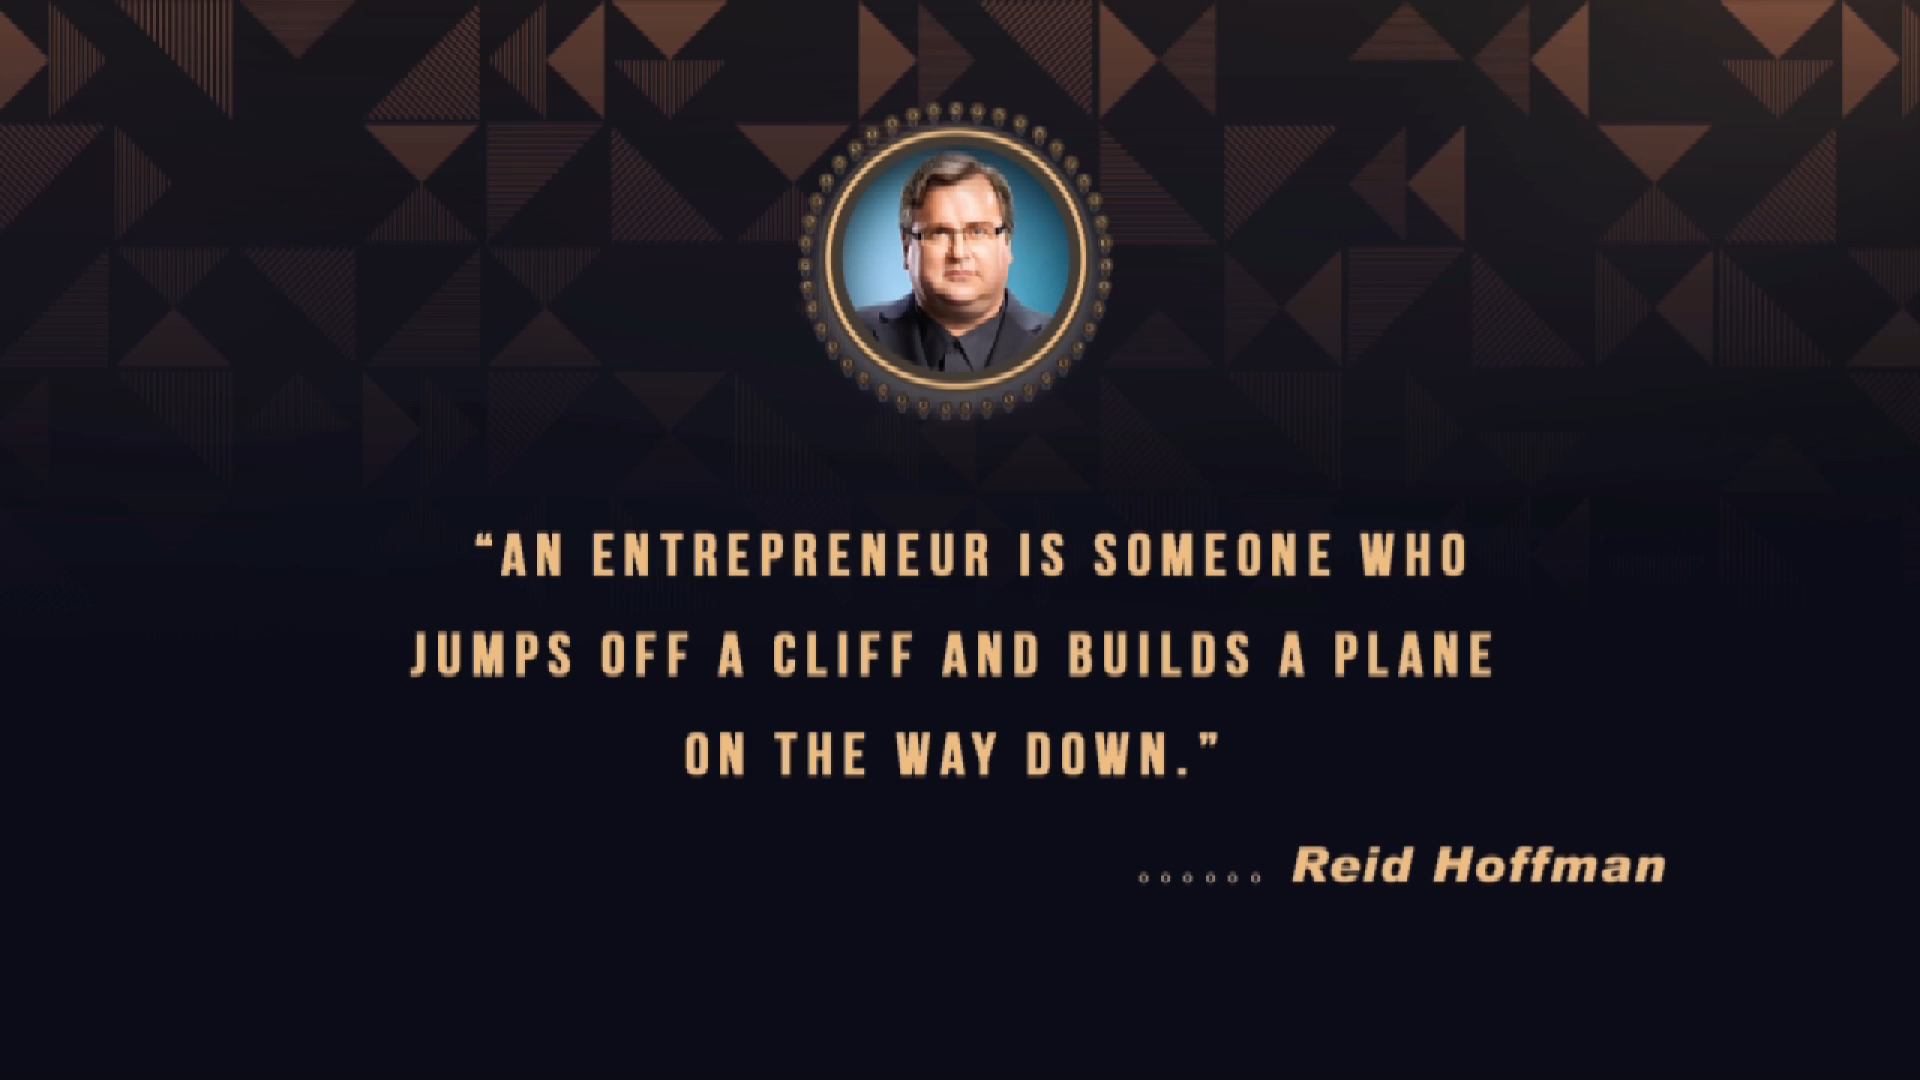 “AN ENTREPRENEUR IS SOMEONE WHO
JUMPS OFF A CLIFF AND BUILDS A PLANE
ON THE WAY DOWN.”
...... Reid Hoffman